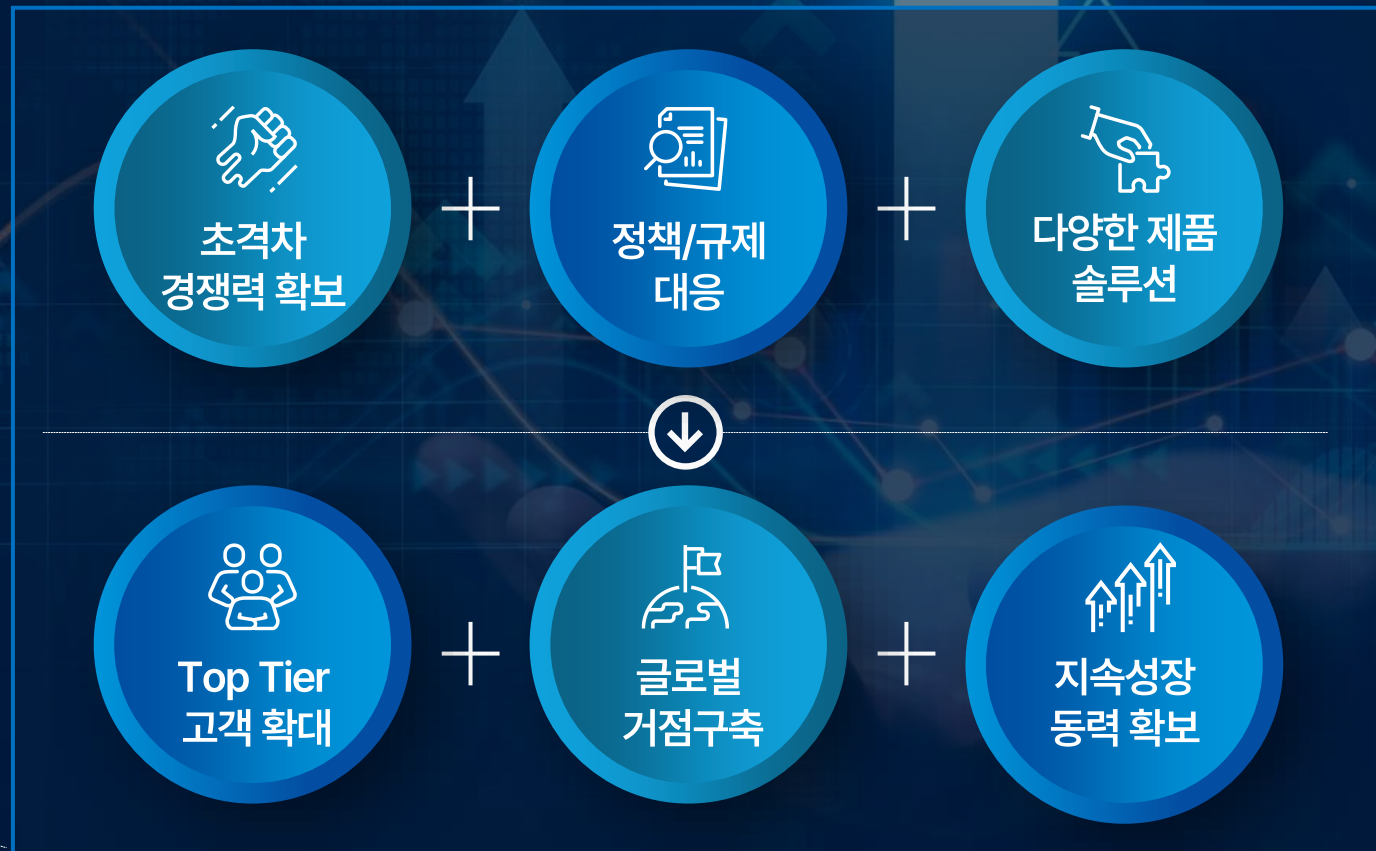 초격차
경쟁력 확보
정책/규제
대응
다양한 제품
솔루션
Top Tier
고객 확대
글로벌
거점구축
지속성장
동력 확보